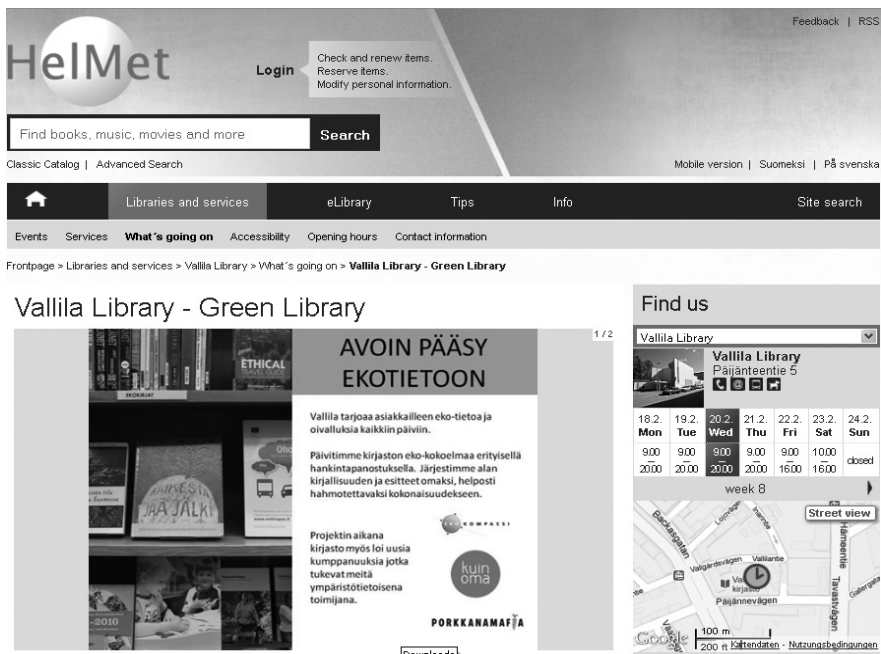 Feedback | RSS
HelMet
Login
Check and renew items.
Reserve items.
Modify personal information.
Find books, music, movies and more
Search
Classic Catalog | Advanced Search
Mobile version | Suomeksi | På svenska
Libraries and services
eLibrary
Tips
Info
Site search
Events Services What´s going on Accessibility Opening hours Contact information
Frontpage > Libraries and services > Vallila Library > What´s going on > Vallila Library - Green Library
Vallila Library - Green Library
1 / 2
ETHICAL
TRAVEL GUIDE
EKOKIRJAT
JÄÄ JÄLKI
-2010
AVOIN PÄÄSY
EKOTIETOON
Vallila tarjoaa asiakkailleen eko-tietoa ja
oivalluksia kaikkiin päiviin.
Päivitimme kirjaston eko-kokoelmaa erityisellä
hankintapanostuksella. Järjestimme alan
kirjallisuuden ja esitteet omaksi, helposti
hahmotettavaksi kokonaisuudekseen.
Projektin aikana
kirjasto myös loi uusia
kumppanuuksia jotka
tukevat meitä
ympäristötietoisena
toimijana.
KOMPASSI
kuin
oma
PORKKANAMAFIA
Find us
Vallila Library
Vallila Library
Päijänteentie 5
18.2. 19.2. 20.2. 21.2. 22.2. 23.2. 24.2.
Mon Tue Wed Thu Fri Sat Sun
9.00 9.00 9.00 9.00 9.00 10.00 closed
– – – – – –
20.00 20.00 20.00 20.00 16.00 16.00
week 8
Street view
Backasgatan
Inarintie
Vallilantie
Vallgårdsvägen
Hämeentie
Tavastvägen
kirjasto
Päijännevägen
Google
100 m
200 ft
Kartendaten - Nutzungsbedingungen